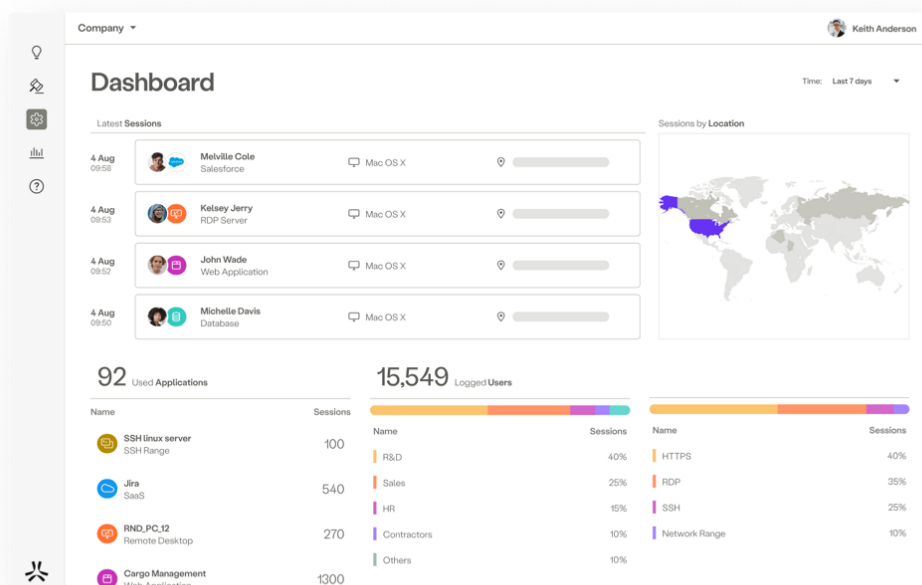 Company
Keith Anderson
Dashboard
Time: Last 7 days
Latest Sessions
4 Aug
09:58
Melville Cole
Salesforce
Mac OS X
4 Aug
09:53
Kelsey Jerry
RDP Server
Mac OS X
4 Aug
09:52
John Wade
Web Application
Mac OS X
4 Aug
09:50
Michelle Davis
Database
Mac OS X
Sessions by Location
92 Used Applications
Name Sessions
SSH linux server
SSH Range
100
Jira
SaaS
540
RND_PC_12
Remote Desktop
270
Cargo Management
Web Application
1300
15,549 Logged Users
Name Sessions
R&D 40%
Sales 25%
HR 15%
Contractors 10%
Others 10%
Name Sessions
HTTPS 40%
RDP 35%
SSH 25%
Network Range 10%